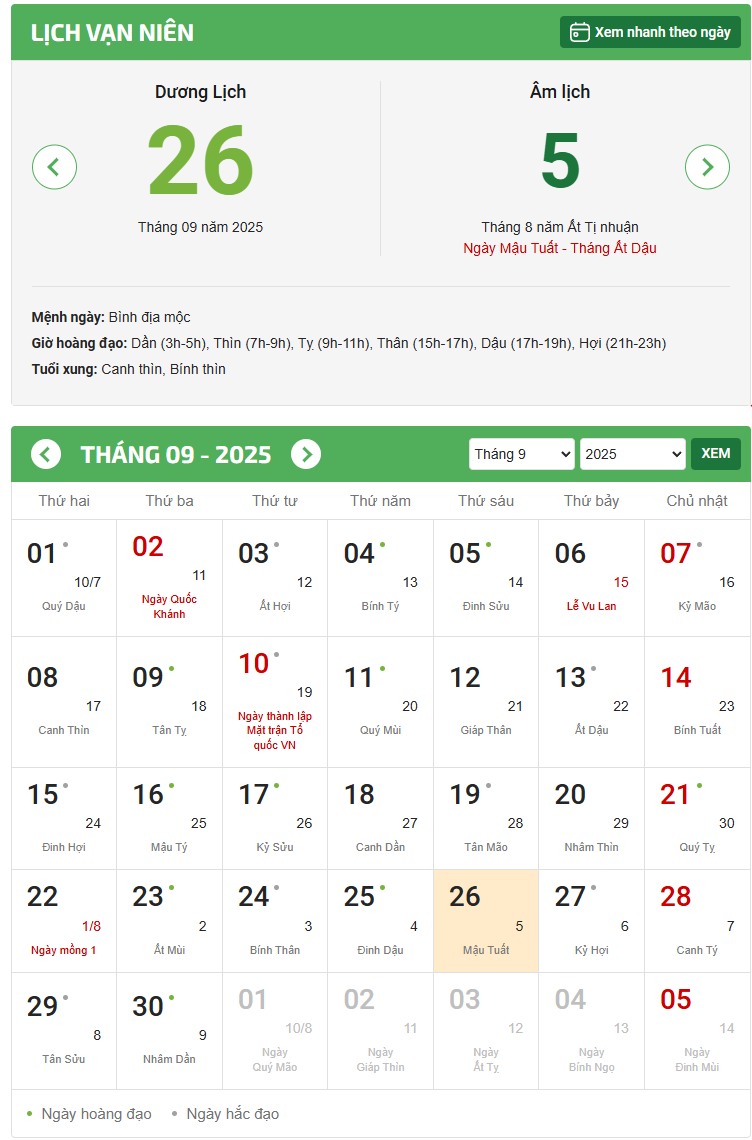 LỊCH VẠN NIÊN
Xem nhanh theo ngày
Dương Lịch
26
Tháng 09 năm 2025
Âm lịch
5
Tháng 8 năm Ất Tị nhuận
Ngày Mậu Tuất - Tháng Ất Dậu
Mệnh ngày: Bình địa mộc
Giờ hoàng đạo: Dần (3h-5h), Thìn (7h-9h), Tỵ (9h-11h), Thân (15h-17h), Dậu (17h-19h), Hợi (21h-23h)
Tuổi xung: Canh thìn, Bính thìn
THÁNG 09 - 2025
Tháng 9
2025
XEM
Thứ hai Thứ ba Thứ tư Thứ năm Thứ sáu Thứ bảy Chủ nhật
01 02 03 04 05 06 07
10/7 11 12 13 14 15 16
Quý Dậu Ngày Quốc Khánh Ất Hợi Bính Tý Đinh Sửu Lễ Vu Lan Kỷ Mão
08 09 10 11 12 13 14
17 18 19 20 21 22 23
Canh Thìn Tân Tỵ Ngày thành lập Mặt trận Tổ quốc VN Quý Mùi Giáp Thân Ất Dậu Bính Tuất
15 16 17 18 19 20 21
24 25 26 27 28 29 30
Đinh Hợi Mậu Tý Kỷ Sửu Canh Dần Tân Mão Nhâm Thìn Quý Tỵ
22 23 24 25 26 27 28
1/8 2 3 4 5 6 7
Ngày mồng 1 Ất Mùi Bính Thân Đinh Dậu Mậu Tuất Kỷ Hợi Canh Tý
29 30 01 02 03 04 05
8 9 10/8 11 12 13 14
Tân Sửu Nhâm Dần Ngày Quý Mão Ngày Giáp Thìn Ngày Ất Tỵ Ngày Bính Ngọ Ngày Đinh Mùi
Ngày hoàng đạo Ngày hắc đạo